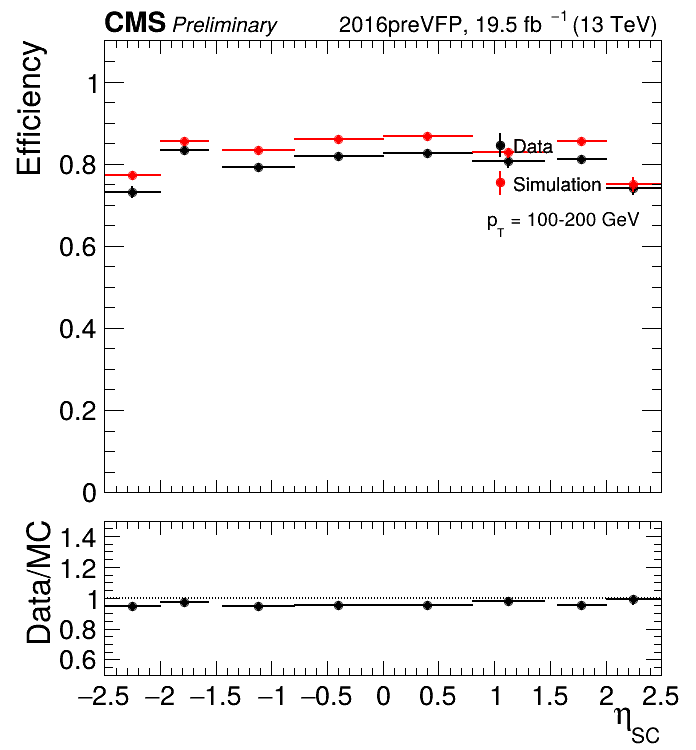 CMS Preliminary 2016preVFP, 19.5 fb ⁻¹ (13 TeV)
Efficiency
1
0.8
0.6
0.4
0.2
0
Data
Simulation
p_T = 100-200 GeV
Data/MC
1.4
1.2
1
0.8
0.6
−2.5 −2 −1.5 −1 −0.5 0 0.5 1 1.5 2 2.5
η_SC